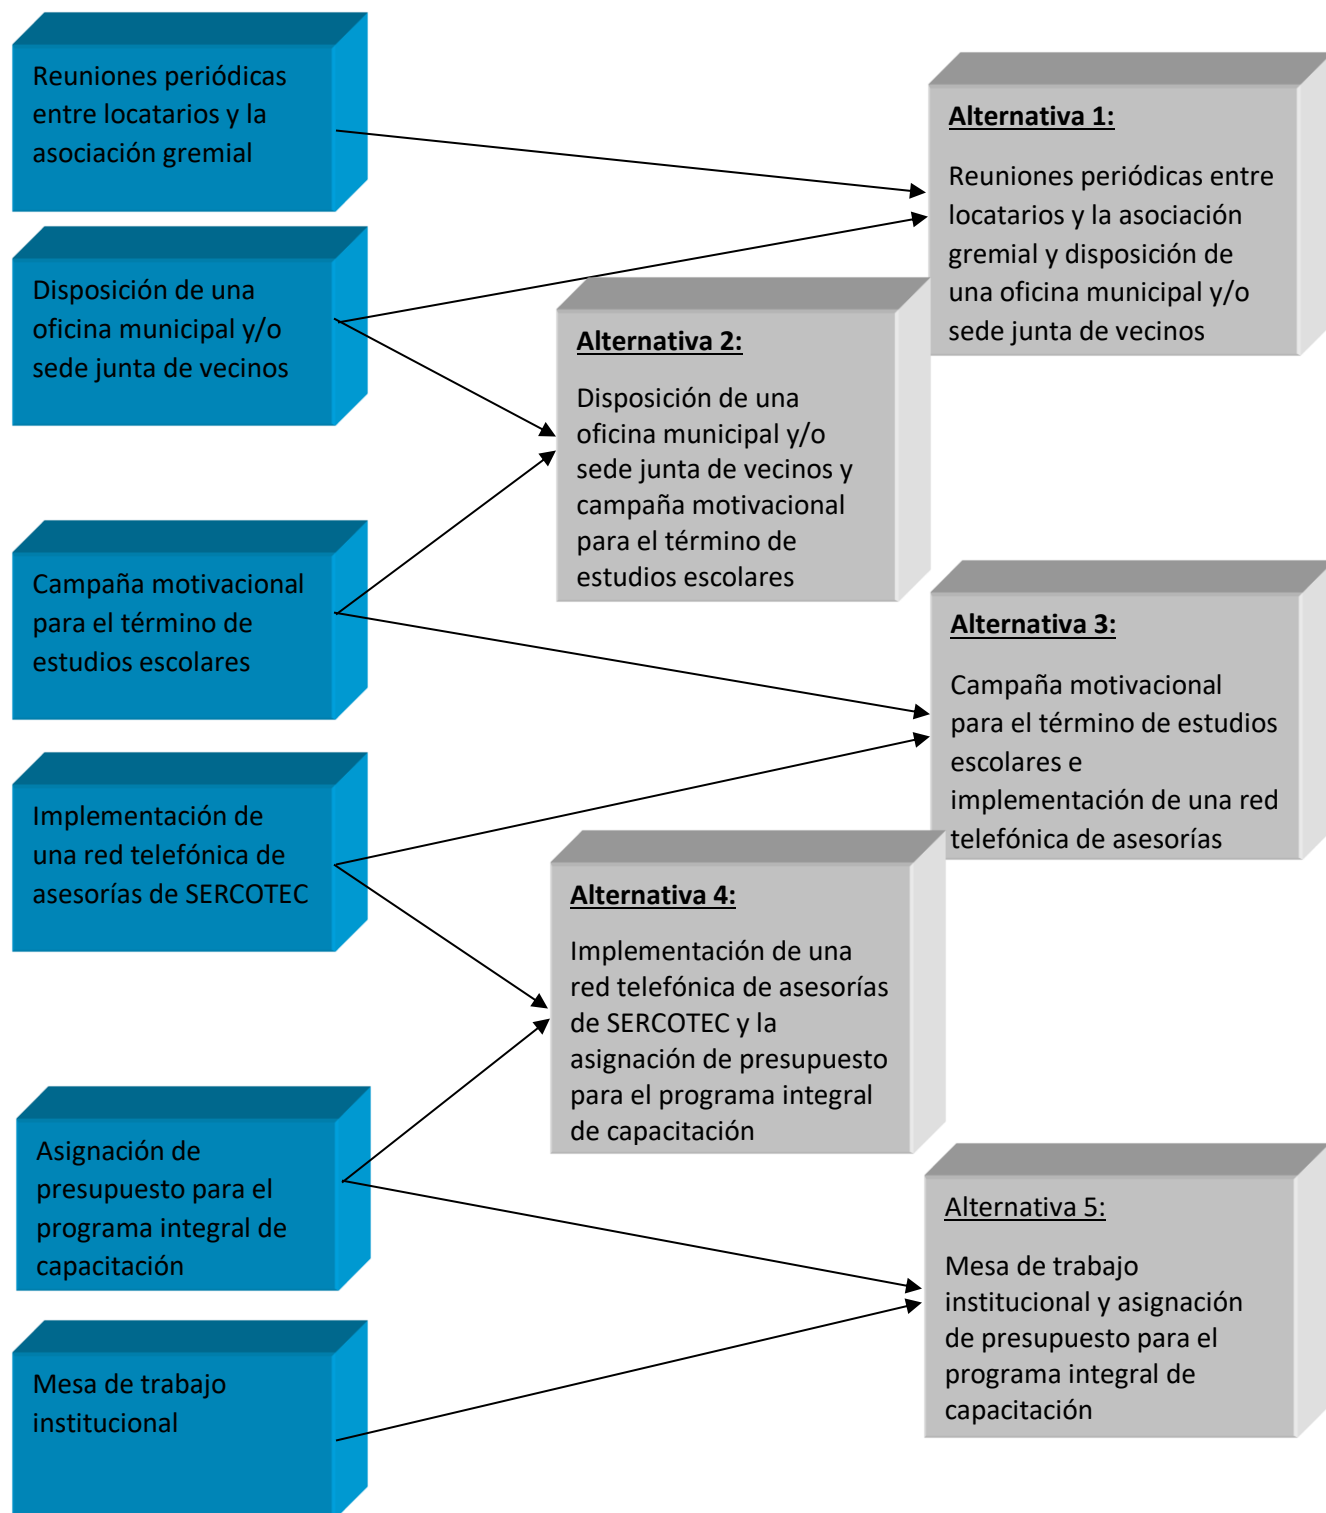 Reuniones periódicas
entre locatarios y la
asociación gremial
Disposición de una
oficina municipal y/o
sede junta de vecinos
Campaña motivacional
para el término de
estudios escolares
Implementación de
una red telefónica de
asesorías de SERCOTEC
Asignación de
presupuesto para el
programa integral de
capacitación
Mesa de trabajo
institucional
Alternativa 1:
Reuniones periódicas entre
locatarios y la asociación
gremial y disposición de
una oficina municipal y/o
sede junta de vecinos
Alternativa 2:
Disposición de una
oficina municipal y/o
sede junta de vecinos y
campaña motivacional
para el término de
estudios escolares
Alternativa 3:
Campaña motivacional
para el término de estudios
escolares e
implementación de una red
telefónica de asesorías
Alternativa 4:
Implementación de una
red telefónica de asesorías
de SERCOTEC y la
asignación de presupuesto
para el programa integral
de capacitación
Alternativa 5:
Mesa de trabajo
institucional y asignación
de presupuesto para el
programa integral de
capacitación